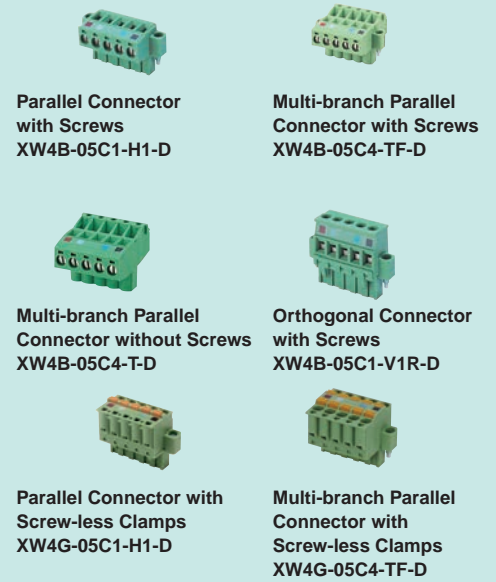 Parallel Connector
with Screws
XW4B-05C1-H1-D
Multi-branch Parallel
Connector with Screws
XW4B-05C4-TF-D
Multi-branch Parallel
Connector without Screws
XW4B-05C4-T-D
Orthogonal Connector
with Screws
XW4B-05C1-V1R-D
Parallel Connector with
Screw-less Clamps
XW4G-05C1-H1-D
Multi-branch Parallel
Connector with
Screw-less Clamps
XW4G-05C4-TF-D